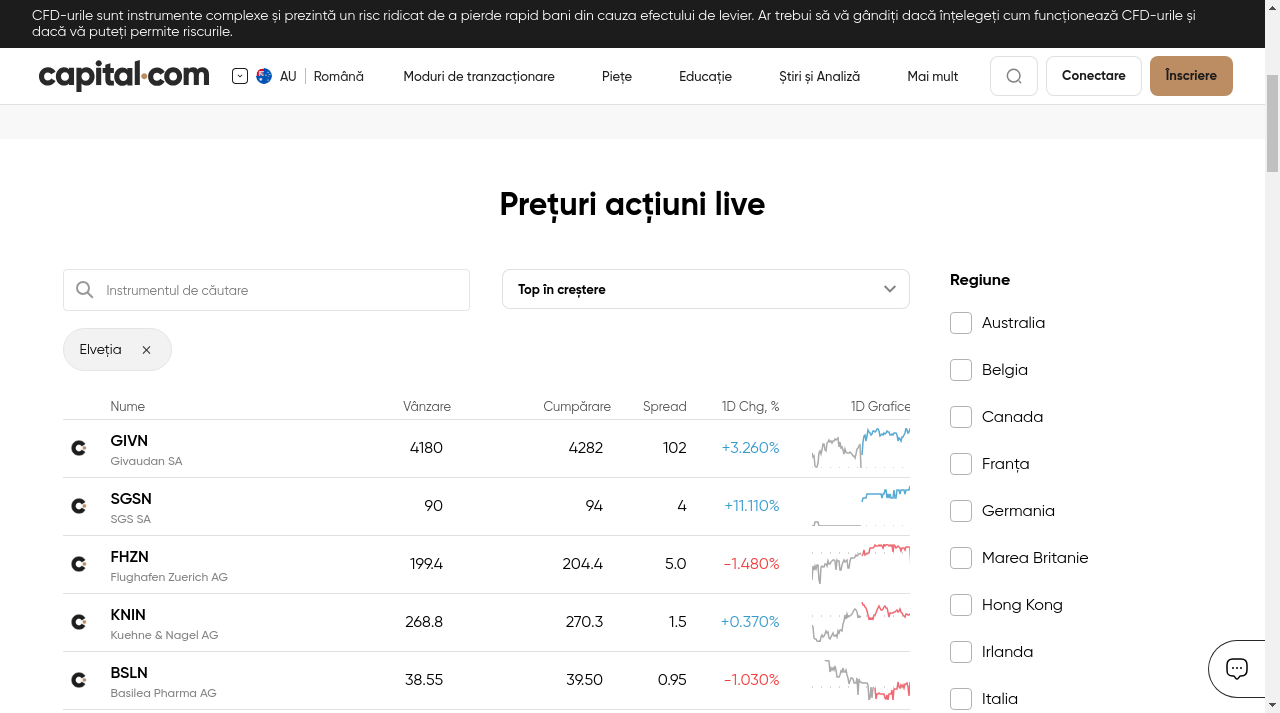 CFD-urile sunt instrumente complexe și prezintă un risc ridicat de a pierde rapid bani din cauza efectului de levier. Ar trebui să vă gândiți dacă înțelegeți cum funcționează CFD-urile și
dacă vă puteți permite riscurile.
capital.com
AU
Română
Moduri de tranzacționare
Piețe
Educație
Știri și Analiză
Mai mult
Conectare
Înscriere
Prețuri acțiuni live
Instrumentul de căutare
Top în creștere
Elveția
Nume Vânzare Cumpărare Spread 1D Chg, % 1D Grafice
GIVN 4180 4282 102 +3.260%
Givaudan SA
SGSN 90 94 4 +11.110%
SGS SA
FHZN 199.4 204.4 5.0 -1.480%
Flughafen Zuerich AG
KNIN 268.8 270.3 1.5 +0.370%
Kuehne & Nagel AG
BSLN 38.55 39.50 0.95 -1.030%
Basilea Pharma AG
Regiune
Australia
Belgia
Canada
Franța
Germania
Marea Britanie
Hong Kong
Irlanda
Italia